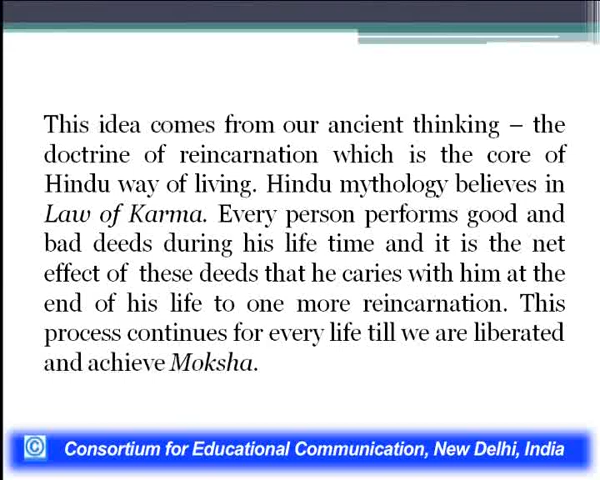 This idea comes from our ancient thinking – the
doctrine of reincarnation which is the core of
Hindu way of living. Hindu mythology believes in
Law of Karma. Every person performs good and
bad deeds during his life time and it is the net
effect of these deeds that he caries with him at the
end of his life to one more reincarnation. This
process continues for every life till we are liberated
and achieve Moksha.
© Consortium for Educational Communication, New Delhi, India